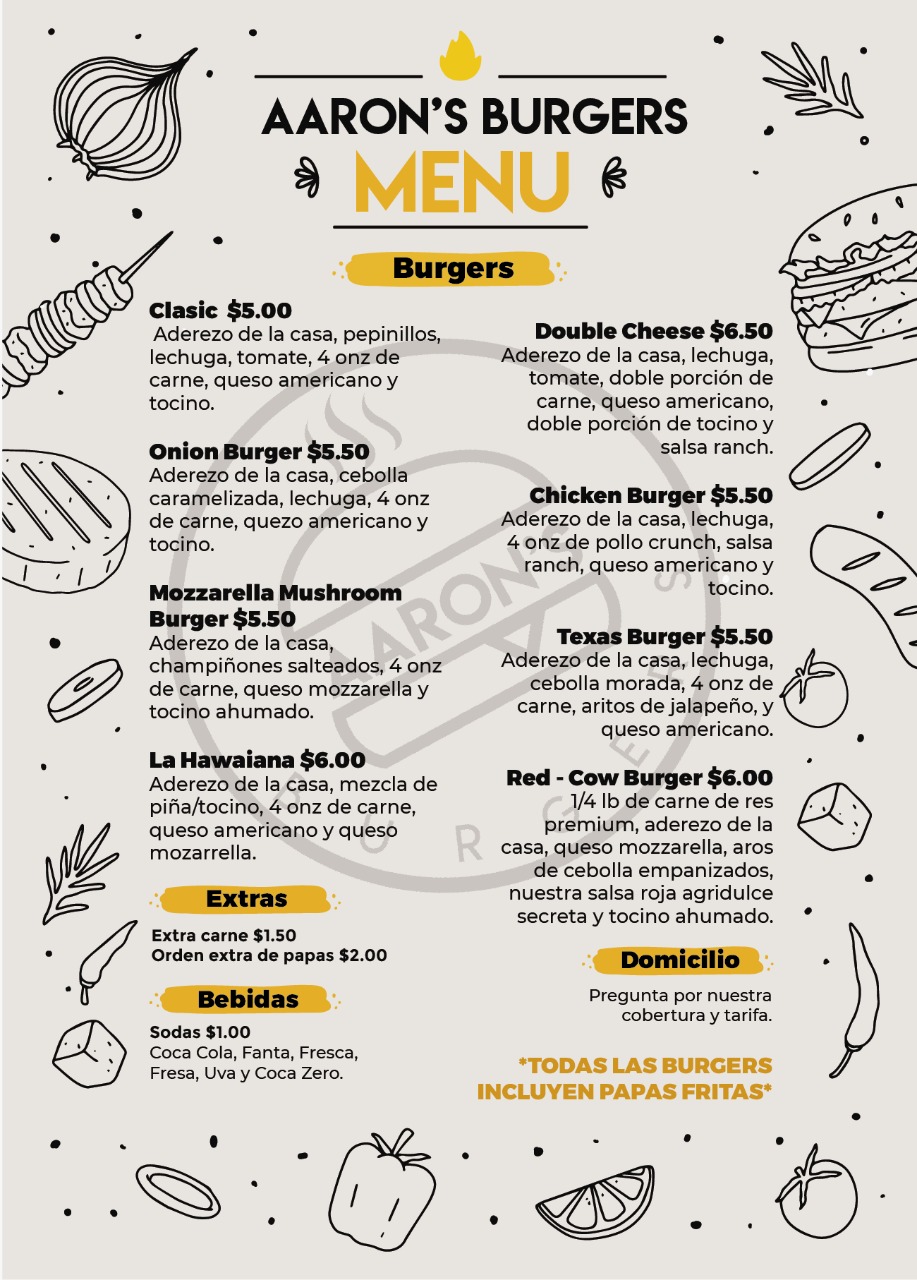 AARON'S BURGERS
MENU
Burgers
Clasic $5.00
Aderezo de la casa, pepinillos,
lechuga, tomate, 4 onz de
carne, queso americano y
tocino.
Onion Burger $5.50
Aderezo de la casa, cebolla
caramelizada, lechuga, 4 onz
de carne, quezo americano y
tocino.
Mozzarella Mushroom
Burger $5.50
Aderezo de la casa,
champiñones salteados, 4 onz
de carne, queso mozzarella y
tocino ahumado.
La Hawaiana $6.00
Aderezo de la casa, mezcla de
piña/tocino, 4 onz de carne,
queso americano y queso
mozarrella.
Extras
Extra carne $1.50
Orden extra de papas $2.00
Bebidas
Sodas $1.00
Coca Cola, Fanta, Fresca,
Fresa, Uva y Coca Zero.
Double Cheese $6.50
Aderezo de la casa, lechuga,
tomate, doble porción de
carne, queso americano,
doble porción de tocino y
salsa ranch.
Chicken Burger $5.50
Aderezo de la casa, lechuga,
4 onz de pollo crunch, salsa
ranch, queso americano y
tocino.
Texas Burger $5.50
Aderezo de la casa, lechuga,
cebolla morada, 4 onz de
carne, aritos de jalapeño, y
queso americano.
Red - Cow Burger $6.00
1/4 lb de carne de res
premium, aderezo de la
casa, queso mozzarella, aros
de cebolla empanizados,
nuestra salsa roja agridulce
secreta y tocino ahumado.
Domicilio
Pregunta por nuestra
cobertura y tarifa.
*TODAS LAS BURGERS
INCLUYEN PAPAS FRITAS*
AARON'S
BURGERS